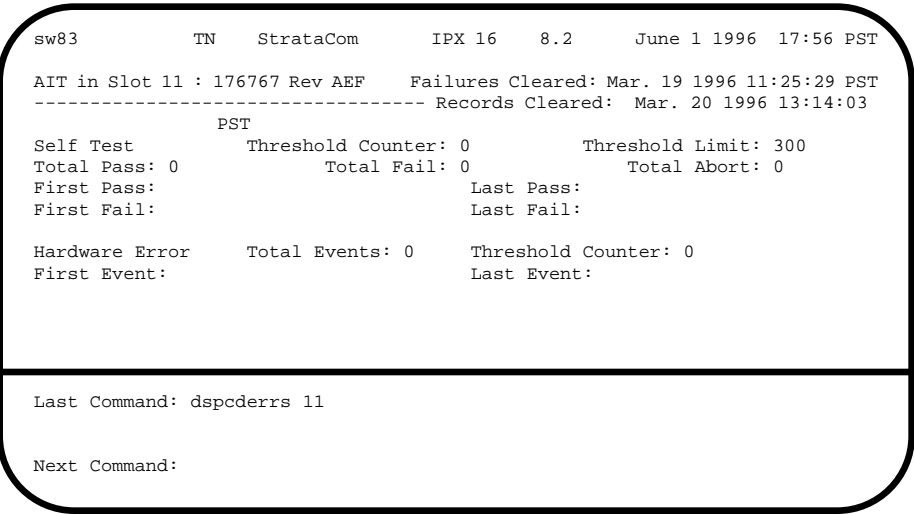 sw83 TN StrataCom IPX 16 8.2 June 1 1996 17:56 PST
AIT in Slot 11 : 176767 Rev AEF Failures Cleared: Mar. 19 1996 11:25:29 PST
----------------------------------- Records Cleared: Mar. 20 1996 13:14:03
PST
Self Test Threshold Counter: 0 Threshold Limit: 300
Total Pass: 0 Total Fail: 0 Total Abort: 0
First Pass: Last Pass:
First Fail: Last Fail:
Hardware Error Total Events: 0 Threshold Counter: 0
First Event: Last Event:
Last Command: dspcderrs 11
Next Command: